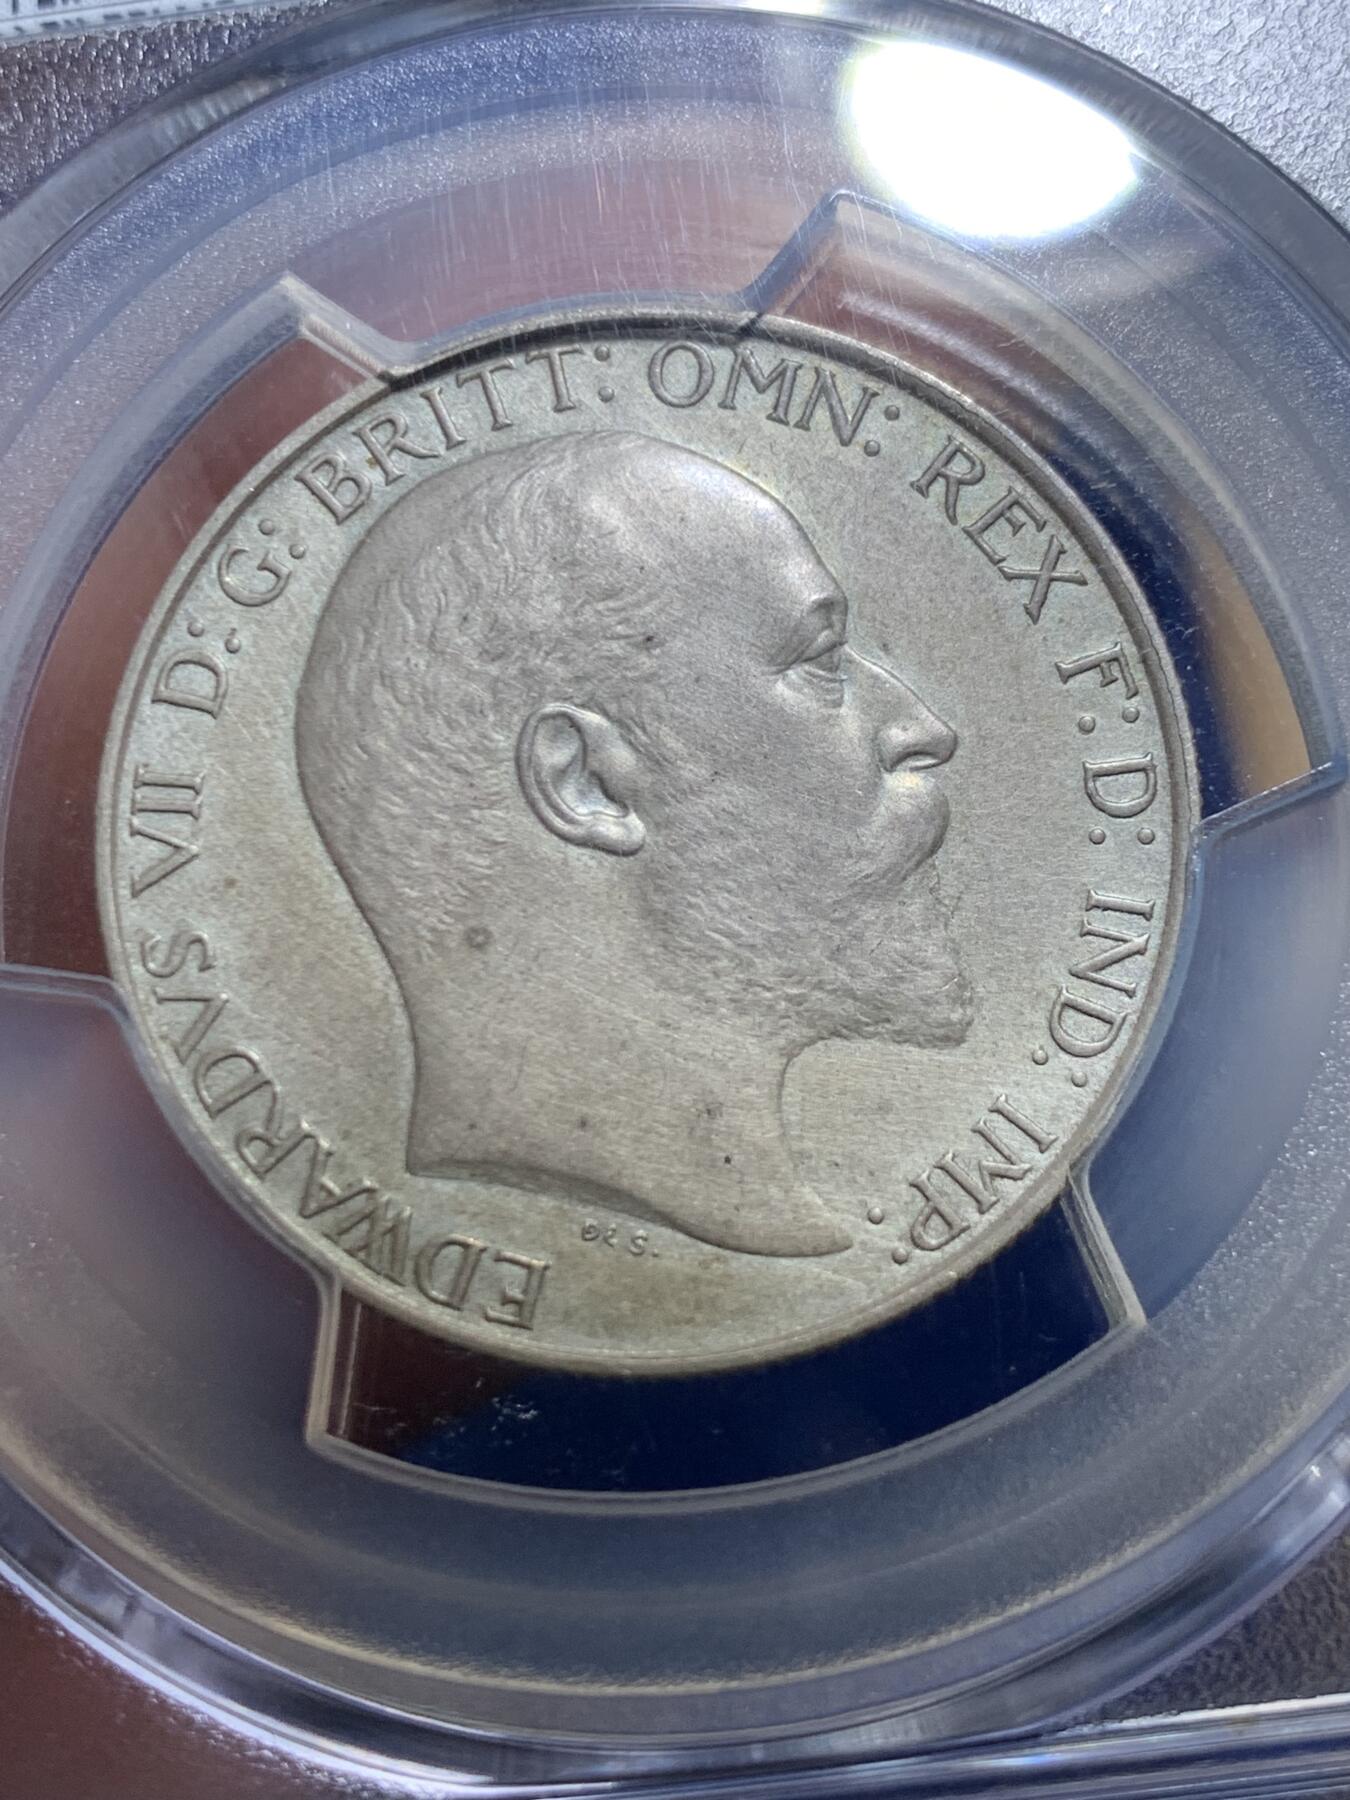 EDWARDVS VII D: G: BRITT: OMN: REX F: D: IND: IMP:
DeS.